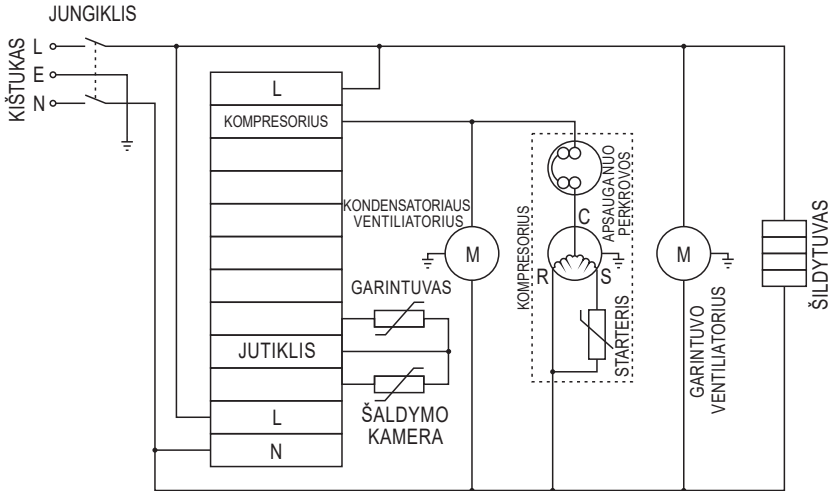 JUNGIKLIS
KIŠTUKAS
L
E
N
L
KOMPRESORIUS
KONDENSATORIAUS
VENTILIATORIUS
M
GARINTUVAS
JUTIKLIS
ŠALDYMO
KAMERA
L
N
KOMPRESORIUS
APSAUGA NUO
PERKROVOS
C
R
S
STARTERIS
M
GARINTUVO
VENTILIATORIUS
ŠILDYTUVAS